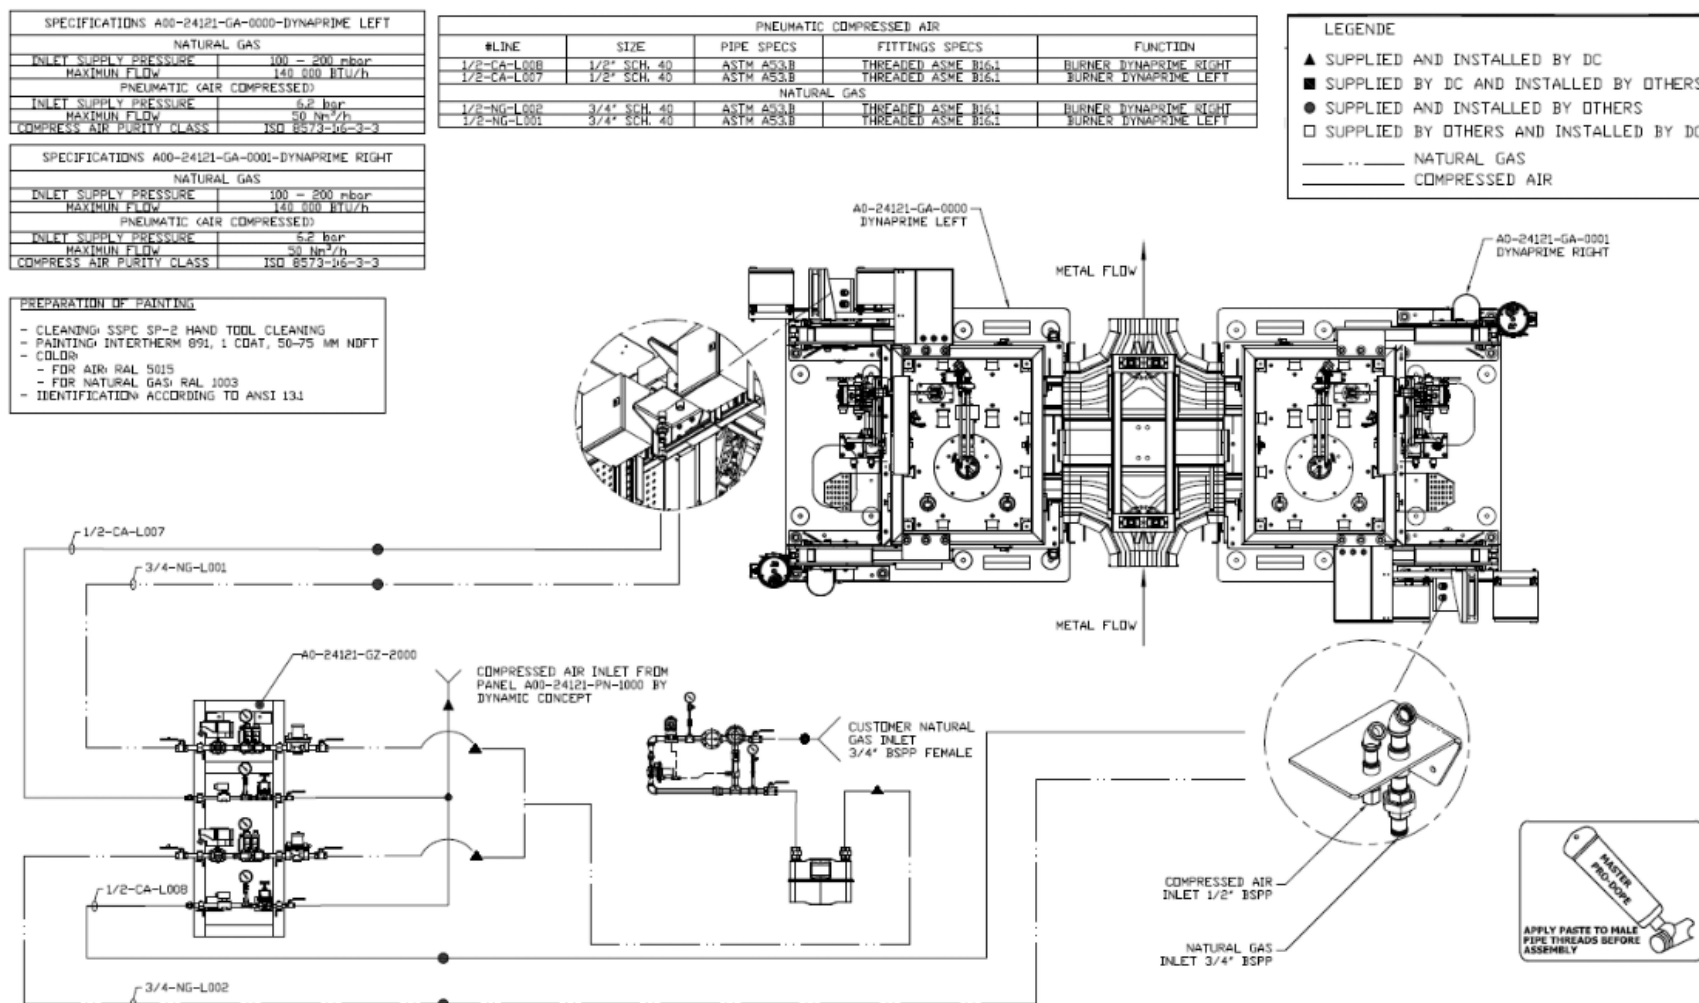 SPECIFICATIONS A00-24121-GA-0000-DYNAPRIME LEFT
NATURAL GAS
INLET SUPPLY PRESSURE 100 - 200 mbar
MAXIMUN FLOW 140 000 BTU/h
PNEUMATIC (AIR COMPRESSED)
INLET SUPPLY PRESSURE 6.2 bar
MAXIMUN FLOW 50 Nm³/h
COMPRESS AIR PURITY CLASS ISO 8573-1:6-3-3
SPECIFICATIONS A00-24121-GA-0001-DYNAPRIME RIGHT
NATURAL GAS
INLET SUPPLY PRESSURE 100 - 200 mbar
MAXIMUN FLOW 140 000 BTU/h
PNEUMATIC (AIR COMPRESSED)
INLET SUPPLY PRESSURE 6.2 bar
MAXIMUN FLOW 50 Nm³/h
COMPRESS AIR PURITY CLASS ISO 8573-1:6-3-3
PREPARATION OF PAINTING
- CLEANING: SSPC SP-2 HAND TOOL CLEANING
- PAINTING: INTERTHERM 891, 1 COAT, 50-75 MM NDFT
- COLOR:
- FOR AIR: RAL 5015
- FOR NATURAL GAS: RAL 1003
- IDENTIFICATION: ACCORDING TO ANSI 13.1
PNEUMATIC COMPRESSED AIR
#LINE SIZE PIPE SPECS FITTINGS SPECS FUNCTION
1/2-CA-L008 1/2" SCH. 40 ASTM A53.B THREADED ASME B16.1 BURNER DYNAPRIME RIGHT
1/2-CA-L007 1/2" SCH. 40 ASTM A53.B THREADED ASME B16.1 BURNER DYNAPRIME LEFT
NATURAL GAS
1/2-NG-L002 3/4" SCH. 40 ASTM A53.B THREADED ASME B16.1 BURNER DYNAPRIME RIGHT
1/2-NG-L001 3/4" SCH. 40 ASTM A53.B THREADED ASME B16.1 BURNER DYNAPRIME LEFT
LEGENDE
▲ SUPPLIED AND INSTALLED BY DC
■ SUPPLIED BY DC AND INSTALLED BY OTHERS
● SUPPLIED AND INSTALLED BY OTHERS
□ SUPPLIED BY OTHERS AND INSTALLED BY DC
NATURAL GAS
COMPRESSED AIR
A0-24121-GA-0000
DYNAPRIME LEFT
METAL FLOW
A0-24121-GA-0001
DYNAPRIME RIGHT
METAL FLOW
1/2-CA-L007
3/4-NG-L001
A0-24121-GZ-2000
COMPRESSED AIR INLET FROM
PANEL A00-24121-PN-1000 BY
DYNAMIC CONCEPT
CUSTOMER NATURAL
GAS INLET
3/4" BSPP FEMALE
1/2-CA-L008
3/4-NG-L002
COMPRESSED AIR
INLET 1/2" BSPP
NATURAL GAS
INLET 3/4" BSPP
MASTER
PRO-DOPE
APPLY PASTE TO MALE
PIPE THREADS BEFORE
ASSEMBLY